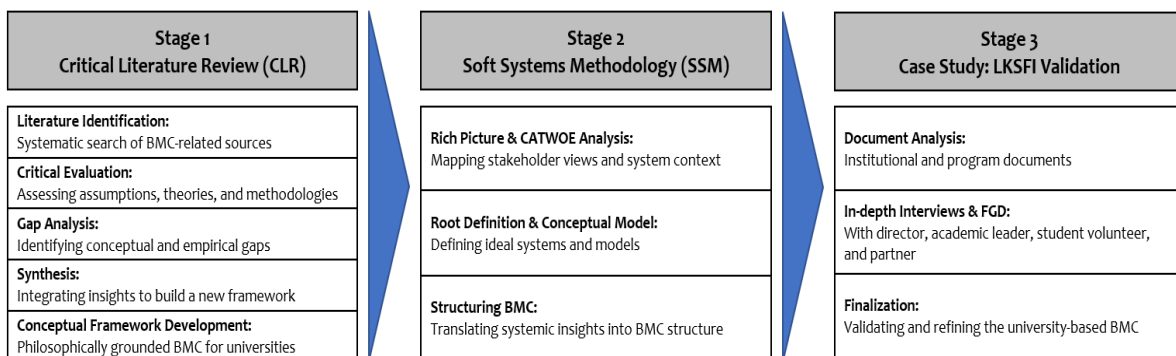 Stage 1
Critical Literature Review (CLR)
Literature Identification:
Systematic search of BMC-related sources
Critical Evaluation:
Assessing assumptions, theories, and methodologies
Gap Analysis:
Identifying conceptual and empirical gaps
Synthesis:
Integrating insights to build a new framework
Conceptual Framework Development:
Philosophically grounded BMC for universities
Stage 2
Soft Systems Methodology (SSM)
Rich Picture & CATWOE Analysis:
Mapping stakeholder views and system context
Root Definition & Conceptual Model:
Defining ideal systems and models
Structuring BMC:
Translating systemic insights into BMC structure
Stage 3
Case Study: LKSFI Validation
Document Analysis:
Institutional and program documents
In-depth Interviews & FGD:
With director, academic leader, student volunteer,
and partner
Finalization:
Validating and refining the university-based BMC